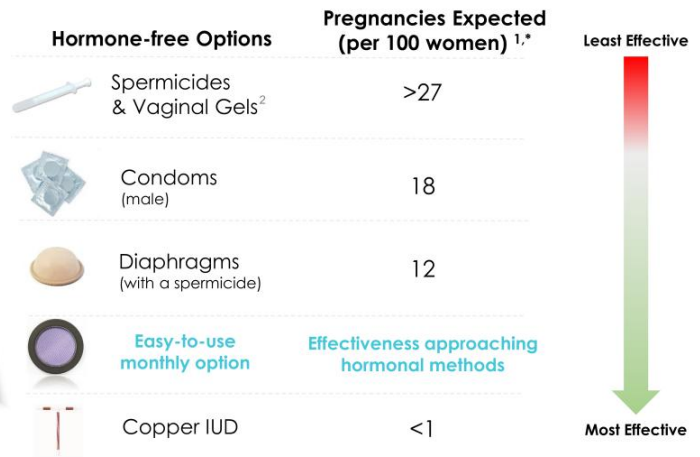 Hormone-free Options
Pregnancies Expected
(per 100 women) 1,*
Least Effective
Spermicides
& Vaginal Gels2
>27
Condoms
(male)
18
Diaphragms
(with a spermicide)
12
Easy-to-use
monthly option
Effectiveness approaching
hormonal methods
Copper IUD
<1
Most Effective